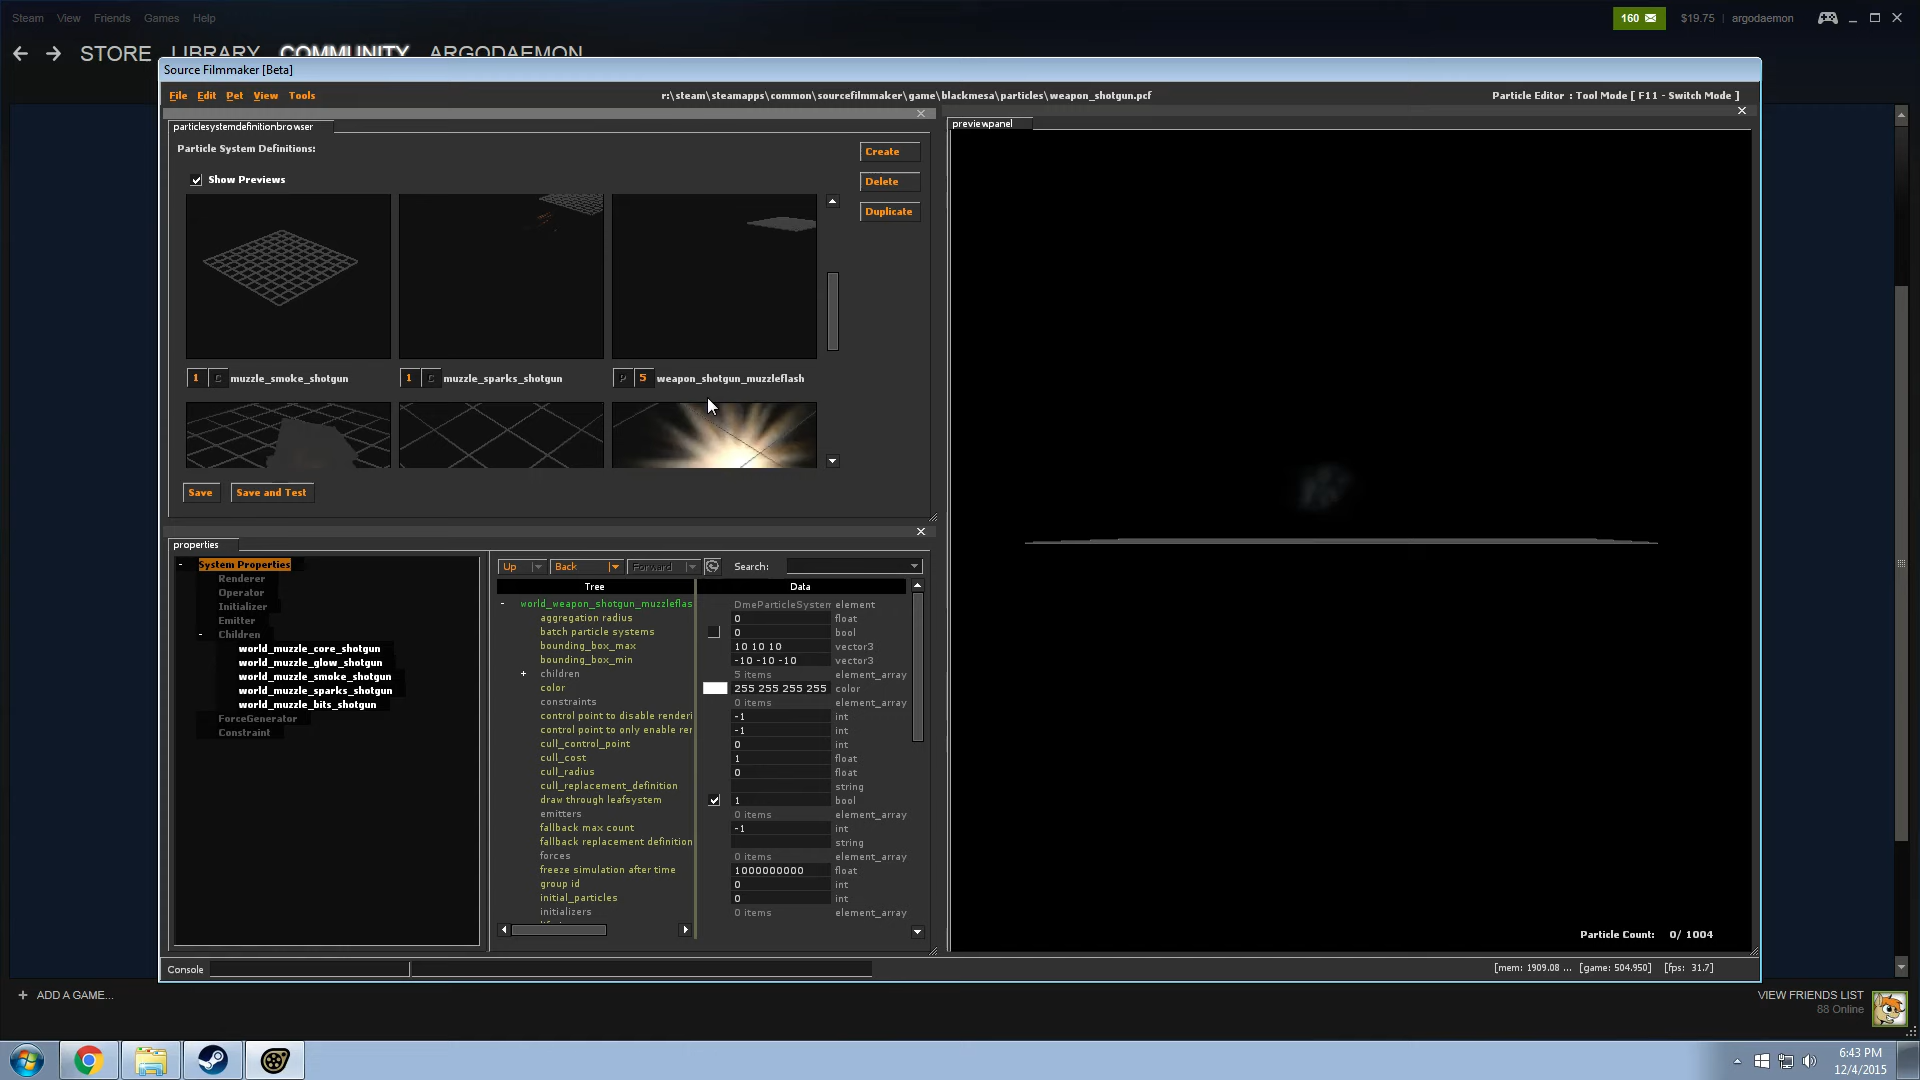 Steam View Friends Games Help
160 $19.75 argodaemon
STORE LIBRARY COMMUNITY ARGODAEMON
Source Filmmaker [Beta]
File Edit Pet View Tools
r:\steam\steamapps\common\sourcefilmmaker\game\blackmesa\particles\weapon_shotgun.pcf
Particle Editor : Tool Mode [ F11 - Switch Mode ]
particlesystemdefinitionbrowser
previewpanel
Particle System Definitions:
Create
Show Previews
Delete
Duplicate
1 C muzzle_smoke_shotgun
1 C muzzle_sparks_shotgun
P 5 weapon_shotgun_muzzleflash
Save Save and Test
properties
System Properties
Renderer
Operator
Initializer
Emitter
Children
world_muzzle_core_shotgun
world_muzzle_glow_shotgun
world_muzzle_smoke_shotgun
world_muzzle_sparks_shotgun
world_muzzle_bits_shotgun
ForceGenerator
Constraint
Up Back Forward Search:
Tree Data
world_weapon_shotgun_muzzleflas DmeParticleSystem element
aggregation radius 0 float
batch particle systems 0 bool
bounding_box_max 10 10 10 vector3
bounding_box_min -10 -10 -10 vector3
children 5 items element_array
color 255 255 255 255 color
constraints 0 items element_array
control point to disable renderi -1 int
control point to only enable rer -1 int
cull_control_point 0 int
cull_cost 1 float
cull_radius 0 float
cull_replacement_definition string
draw through leafsystem 1 bool
emitters 0 items element_array
fallback max count -1 int
fallback replacement definition string
forces 0 items element_array
freeze simulation after time 1000000000 float
group id 0 int
initial_particles 0 int
initializers 0 items element_array
Particle Count: 0/ 1004
Console
[mem: 1909.08 ... [game: 504.950] [fps: 31.7]
+ ADD A GAME...
VIEW FRIENDS LIST
88 Online
6:43 PM
12/4/2015